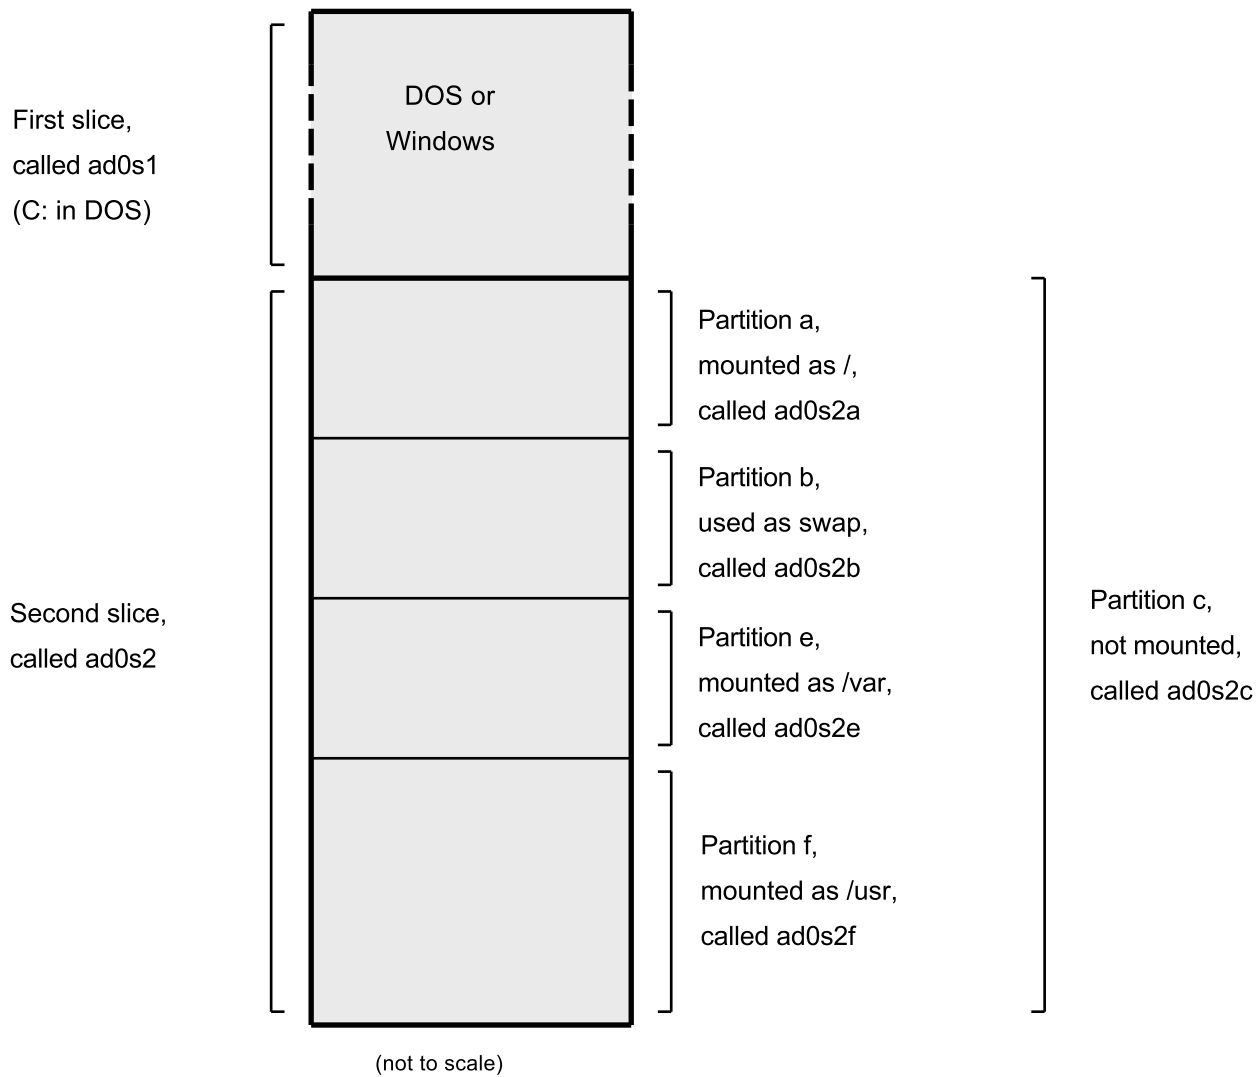 DOS or
Windows
First slice,
called ad0s1
(C: in DOS)
Partition a,
mounted as /,
called ad0s2a
Partition b,
used as swap,
called ad0s2b
Second slice,
called ad0s2
Partition e,
mounted as /var,
called ad0s2e
Partition c,
not mounted,
called ad0s2c
Partition f,
mounted as /usr,
called ad0s2f
(not to scale)